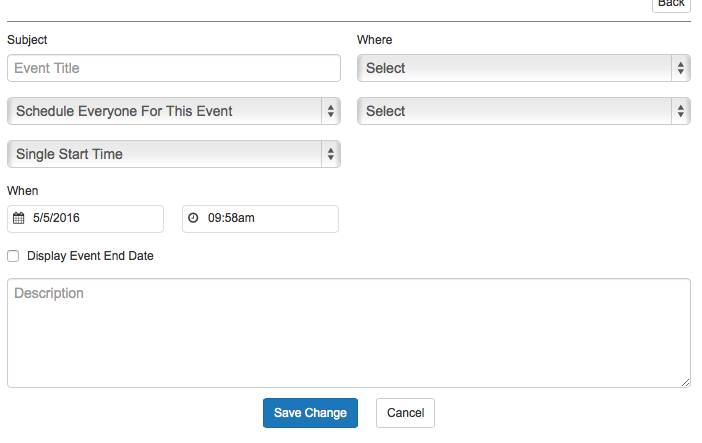 Back
Subject
Where
Event Title
Select
Schedule Everyone For This Event
Select
Single Start Time
When
5/5/2016
09:58am
Display Event End Date
Description
Save Change
Cancel